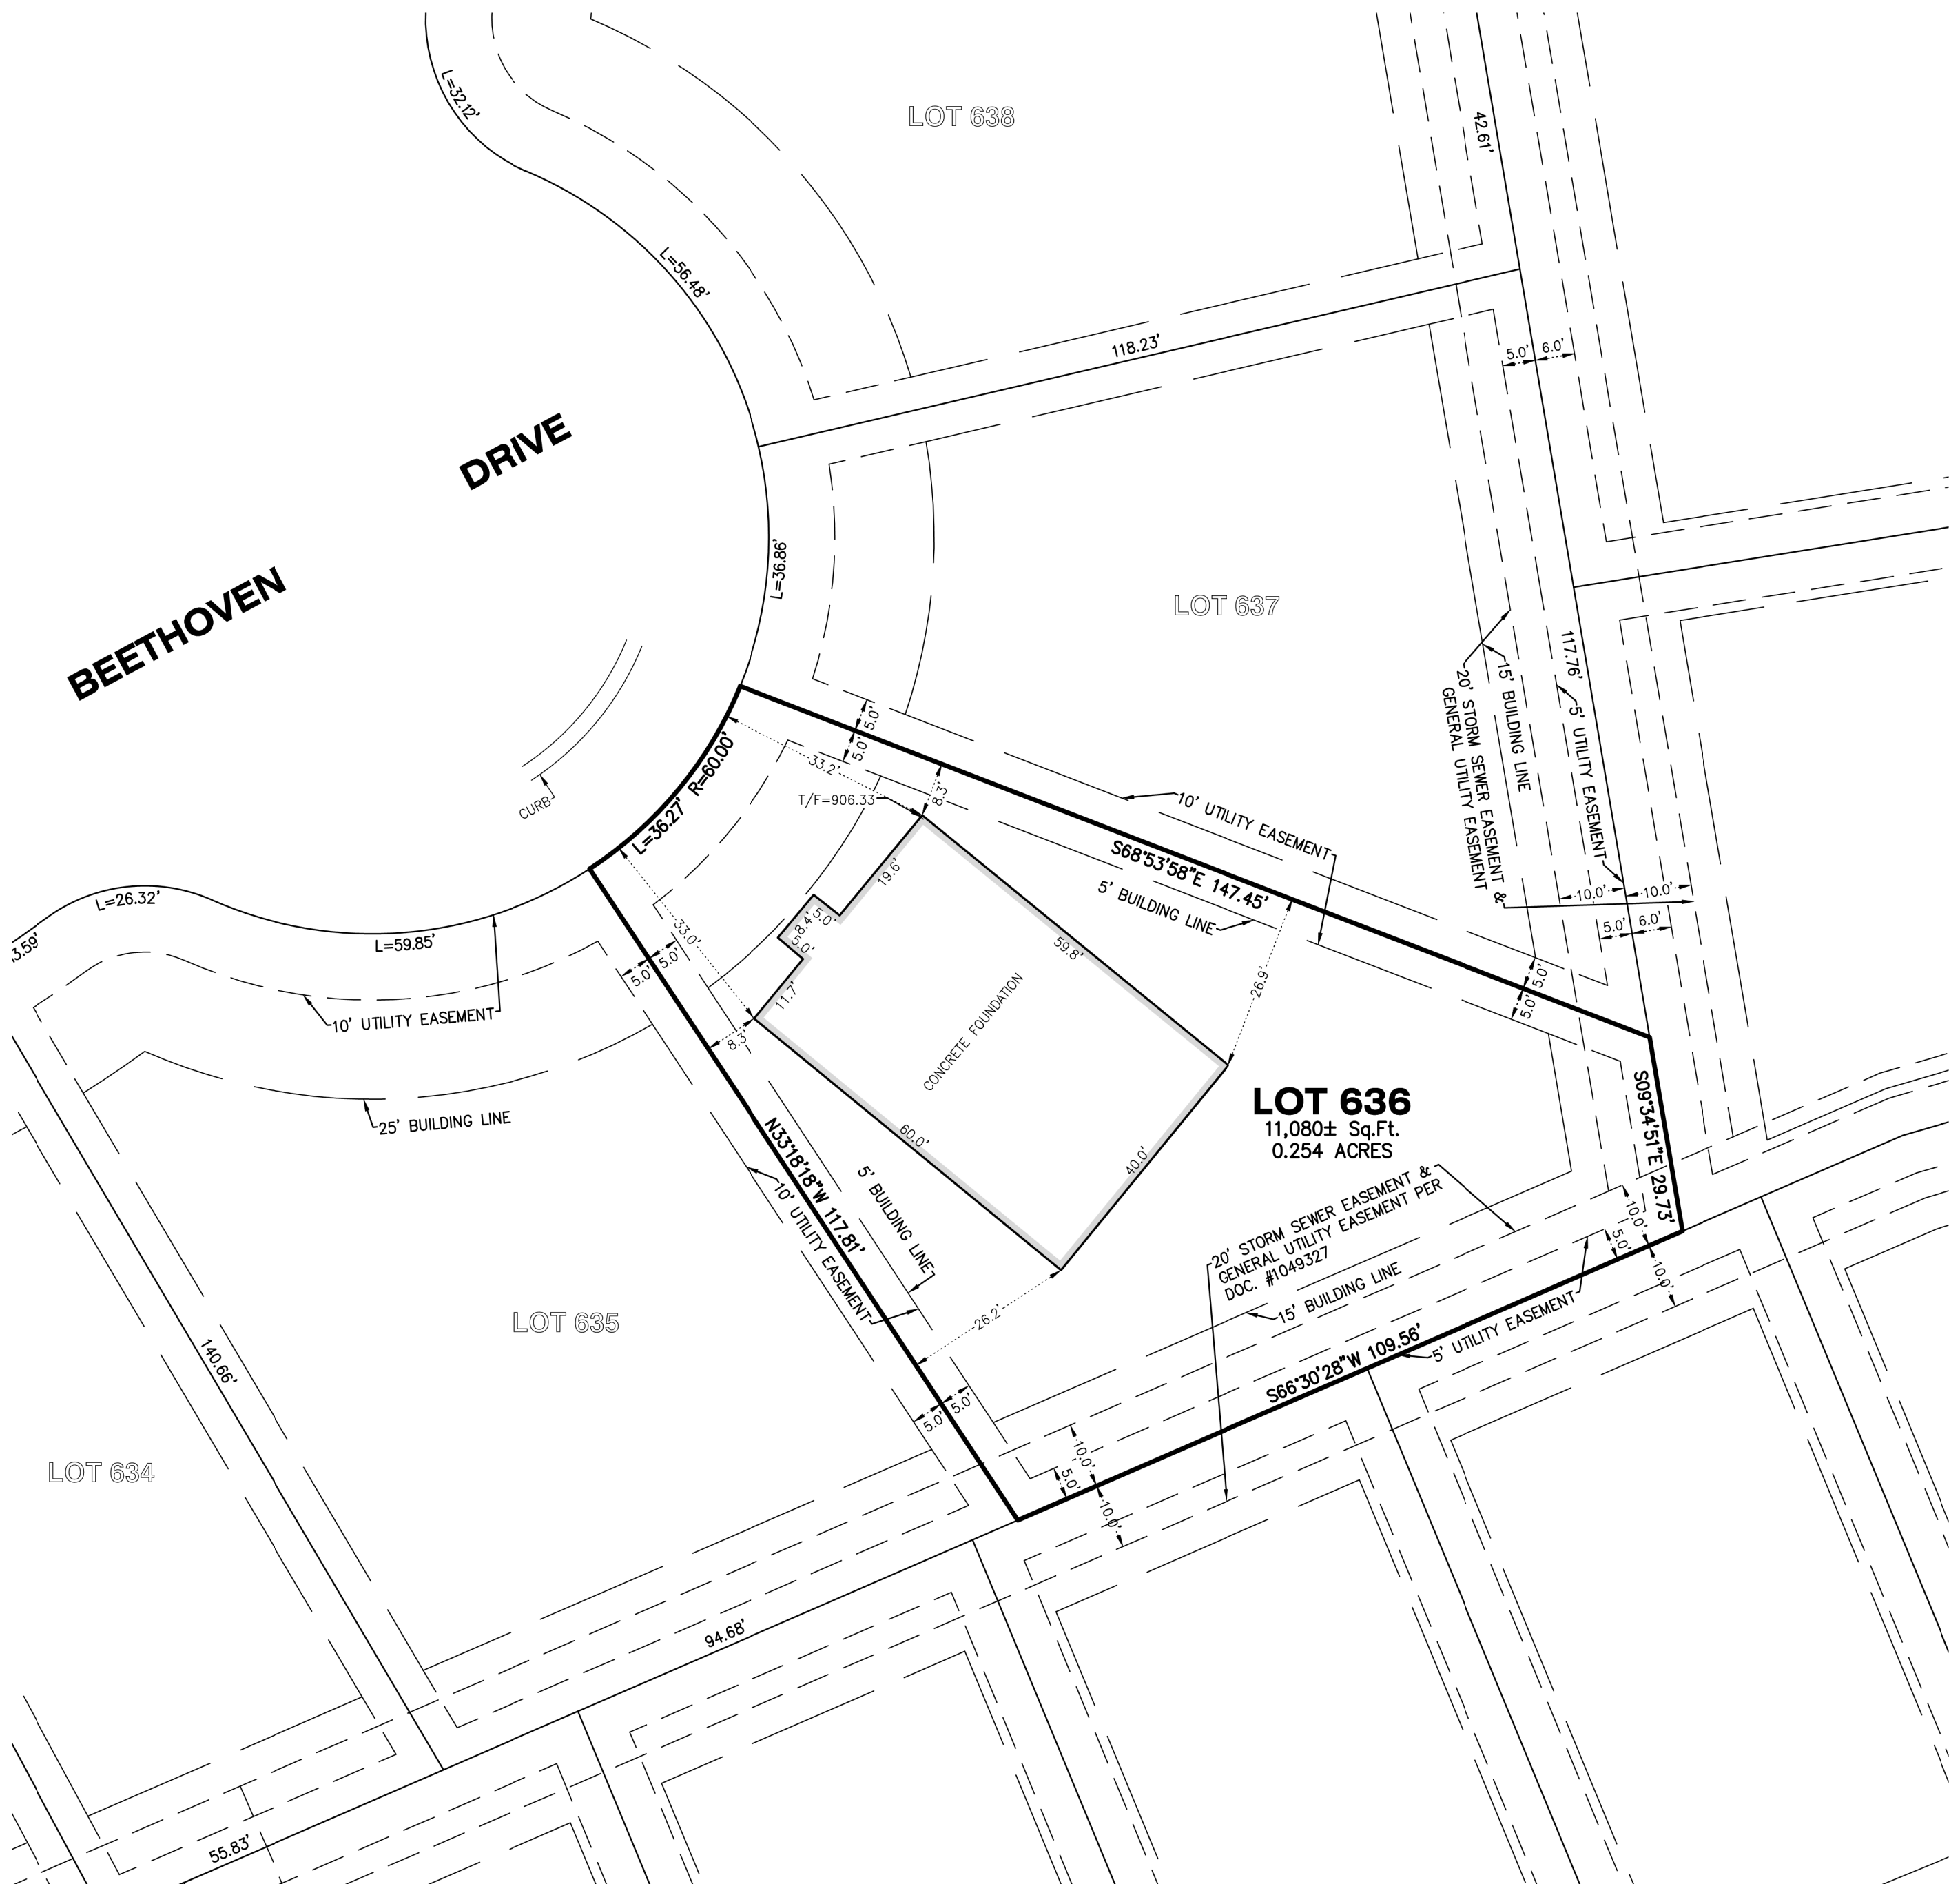 LOT 638
L=32.12'
42.61'
L=56.48'
118.23'
5.0'
6.0'
DRIVE
BEETHOVEN
L=36.86'
LOT 637
117.76'
20' STORM SEWER EASEMENT &
GENERAL UTILITY EASEMENT
15' BUILDING LINE
5' UTILITY EASEMENT
10.0'
10.0'
5.0'
6.0'
CURB
L=36.27' R=60.00'
33.2'
5.0'
5.0'
8.3'
T/F=906.33
10' UTILITY EASEMENT
S68°53'58"E 147.45'
5' BUILDING LINE
L=26.32'
3.59'
L=59.85'
10' UTILITY EASEMENT
25' BUILDING LINE
33.0'
5.0'
5.0'
8.3'
19.6'
5.0'
8.4'
5.0'
11.7'
59.8'
26.9'
CONCRETE FOUNDATION
60.0'
40.0'
5.0'
5.0'
LOT 636
11,080± Sq.Ft.
0.254 ACRES
S09°34'51"E 29.73'
N33°18'18"W 117.81'
10' UTILITY EASEMENT
5' BUILDING LINE
26.2'
20' STORM SEWER EASEMENT &
GENERAL UTILITY EASEMENT PER
DOC. #1049327
15' BUILDING LINE
10.0'
5.0'
10.0'
5' UTILITY EASEMENT
S66°30'28"W 109.56'
LOT 635
140.66'
5.0'
5.0'
10.0'
5.0'
10.0'
LOT 634
94.68'
55.83'